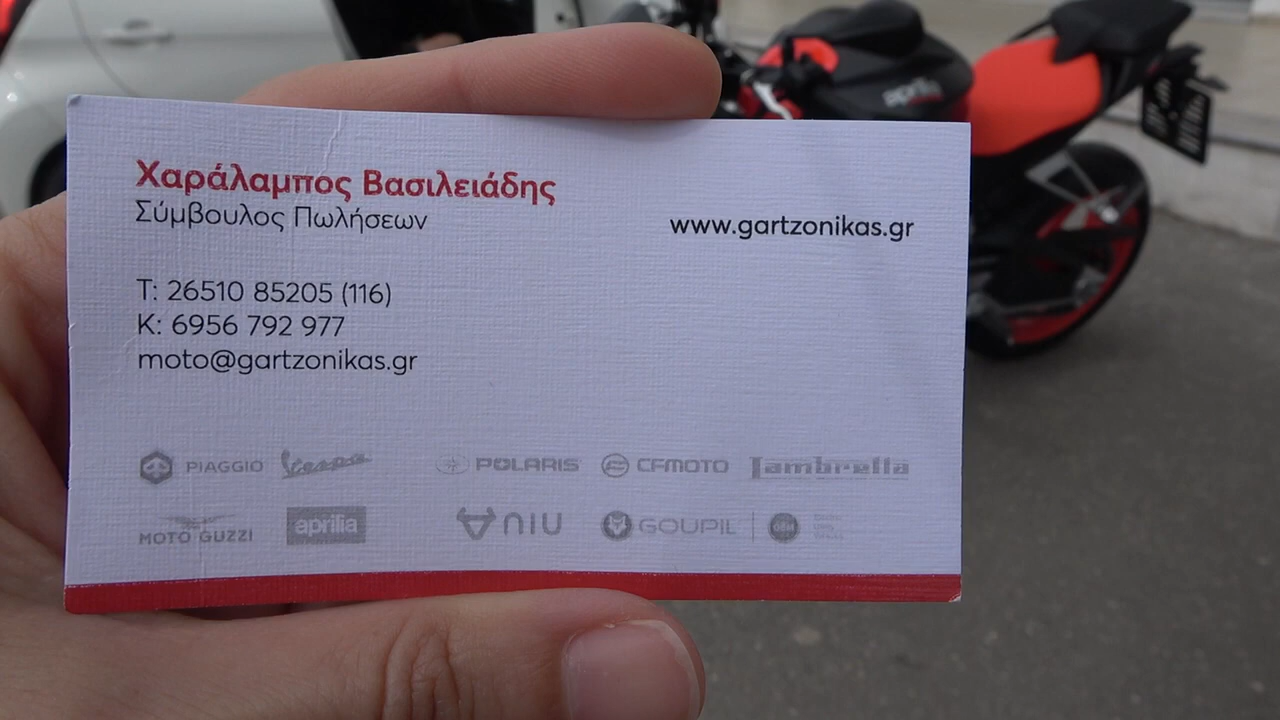 Χαράλαμπος Βασιλειάδης
Σύμβουλος Πωλήσεων
www.gartzonikas.gr
T: 26510 85205 (116)
K: 6956 792 977
moto@gartzonikas.gr
PIAGGIO Vespa POLARIS CFMOTO Lambretta
MOTO GUZZI aprilia NIU GOUPIL
aprilia